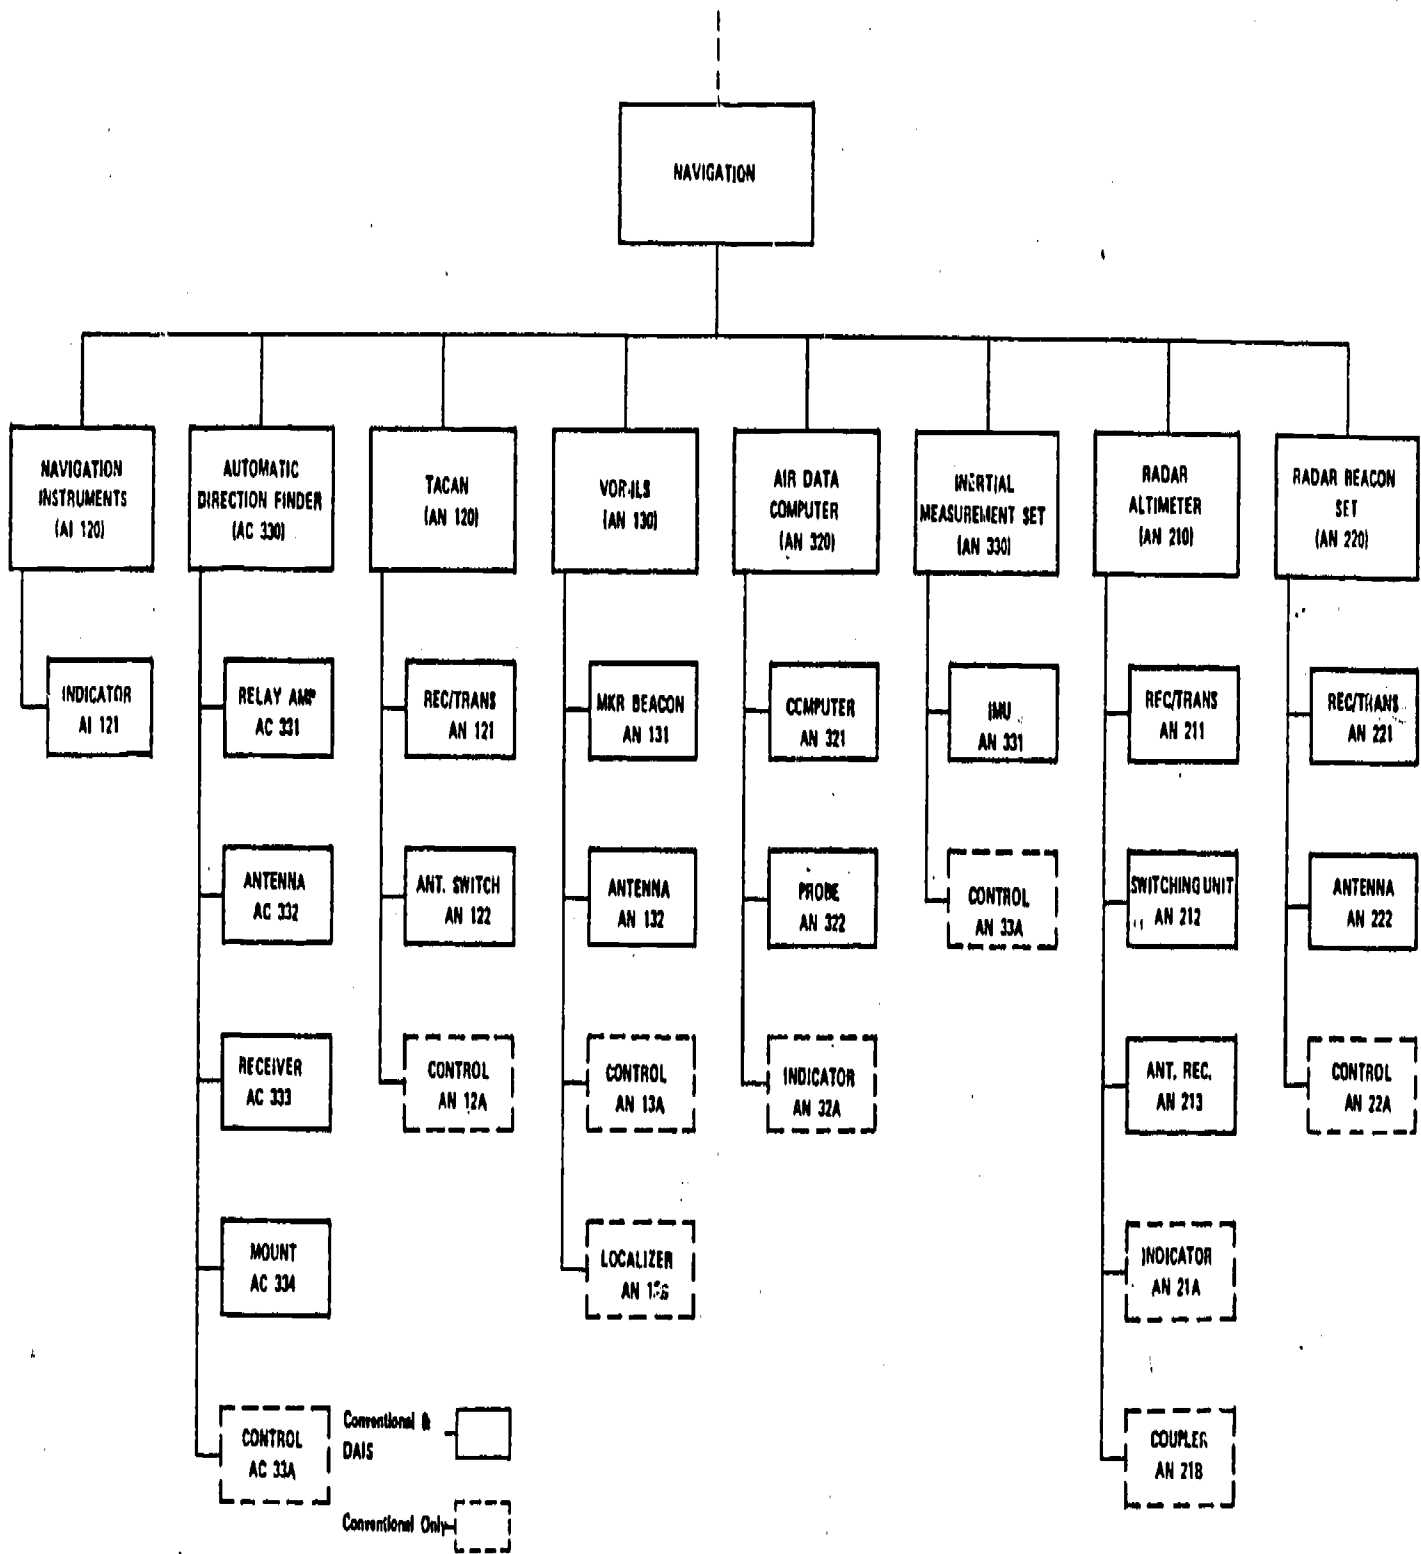 NAVIGATION
NAVIGATION
INSTRUMENTS
(AI 120)
AUTOMATIC
DIRECTION FINDER
(AC 330)
TACAN
(AN 120)
VOR-ILS
(AN 130)
AIR DATA
COMPUTER
(AN 320)
INERTIAL
MEASUREMENT SET
(AN 330)
RADAR
ALTIMETER
(AN 210)
RADAR BEACON
SET
(AN 220)
INDICATOR
AI 121
RELAY AMP
AC 331
ANTENNA
AC 332
RECEIVER
AC 333
MOUNT
AC 334
CONTROL
AC 33A
REC/TRANS
AN 121
ANT. SWITCH
AN 122
CONTROL
AN 12A
MKR BEACON
AN 131
ANTENNA
AN 132
CONTROL
AN 13A
LOCALIZER
AN
COMPUTER
AN 321
PROBE
AN 322
INDICATOR
AN 32A
IMU
AN 331
CONTROL
AN 33A
REC/TRANS
AN 211
SWITCHING UNIT
AN 212
ANT. REC.
AN 213
INDICATOR
AN 21A
COUPLER
AN 21B
REC/TRANS
AN 221
ANTENNA
AN 222
CONTROL
AN 22A
Conventional &
DAIS
Conventional Only